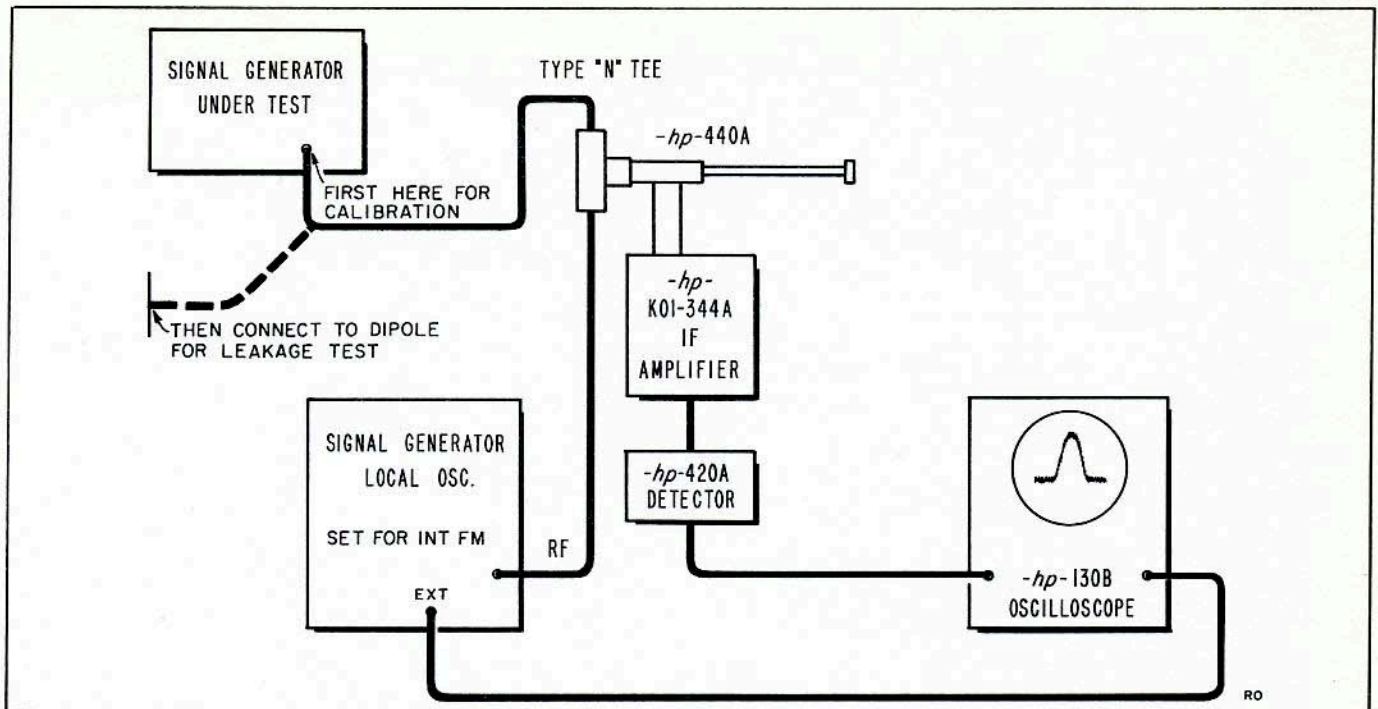 SIGNAL GENERATOR
UNDER TEST
FIRST HERE FOR
CALIBRATION
THEN CONNECT TO DIPOLE
FOR LEAKAGE TEST
TYPE "N" TEE
-hp-440A
-hp-
K01-344A
IF
AMPLIFIER
-hp-420A
DETECTOR
SIGNAL GENERATOR
LOCAL OSC.
SET FOR INT FM
RF
EXT
-hp-130B
OSCILLOSCOPE
RO